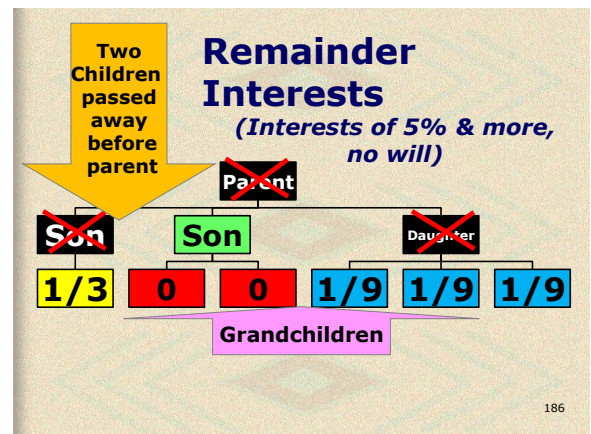 Two
Children
passed
away
before
parent
Remainder
Interests
(Interests of 5% & more,
no will)
Parent
Son
Son
Daughter
1/3
0
0
1/9
1/9
1/9
Grandchildren
186